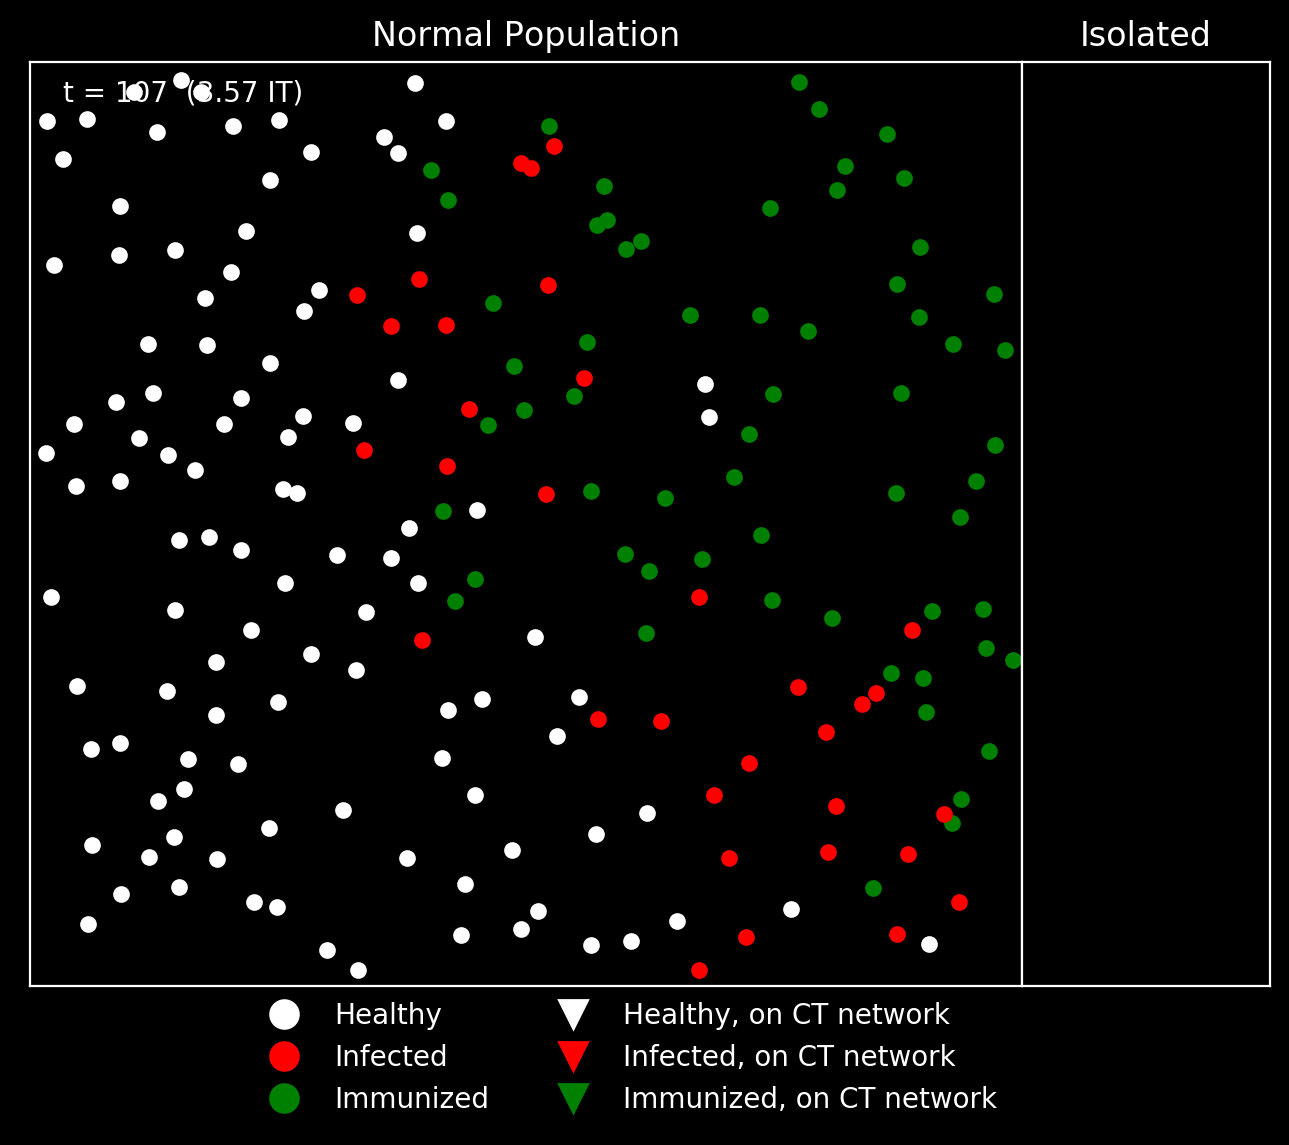 Normal Population
Isolated
t = 107  (3.57 IT)
Healthy
Infected
Immunized
Healthy, on CT network
Infected, on CT network
Immunized, on CT network